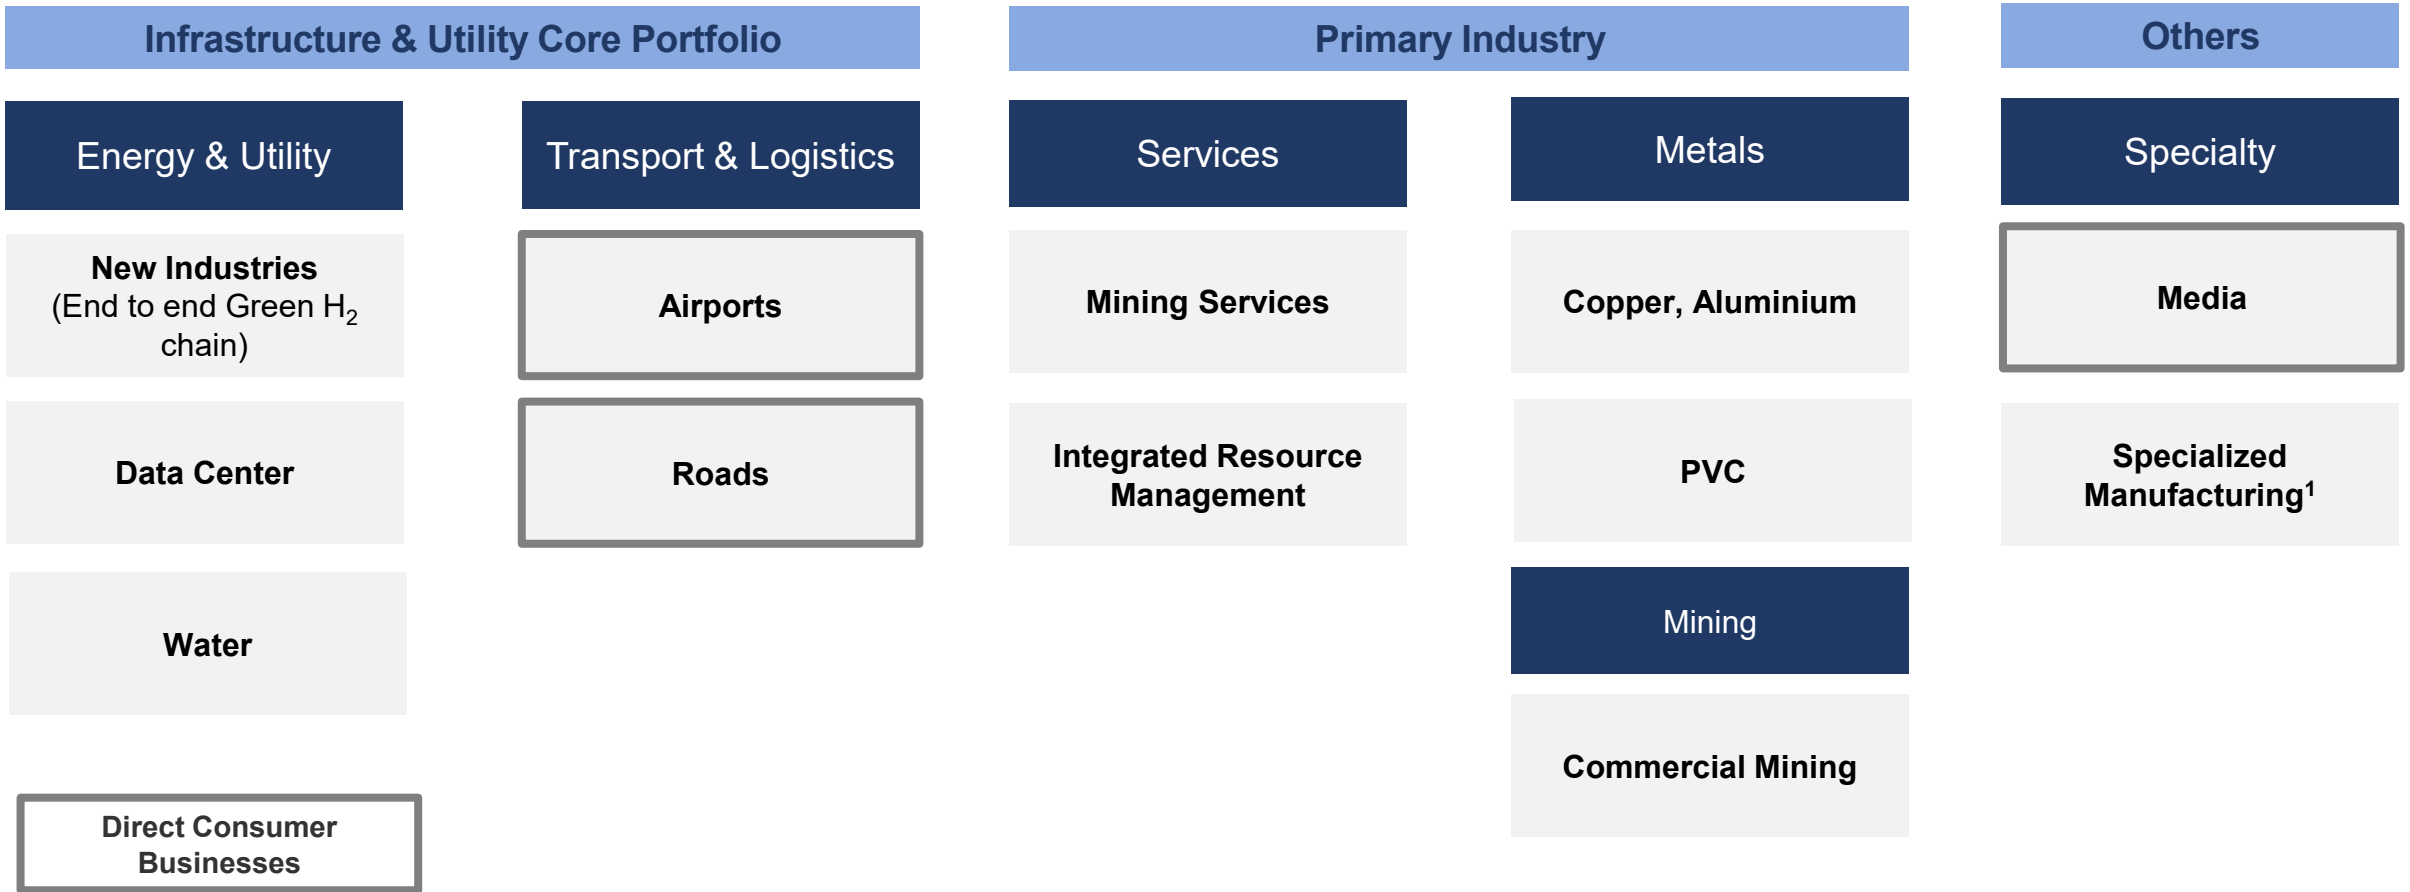 Infrastructure & Utility Core Portfolio
Primary Industry
Others
Energy & Utility
Transport & Logistics
Services
Metals
Specialty
New Industries
(End to end Green H₂
chain)
Airports
Mining Services
Copper, Aluminium
Media
Data Center
Roads
Integrated Resource
Management
PVC
Specialized
Manufacturing¹
Water
Mining
Commercial Mining
Direct Consumer
Businesses